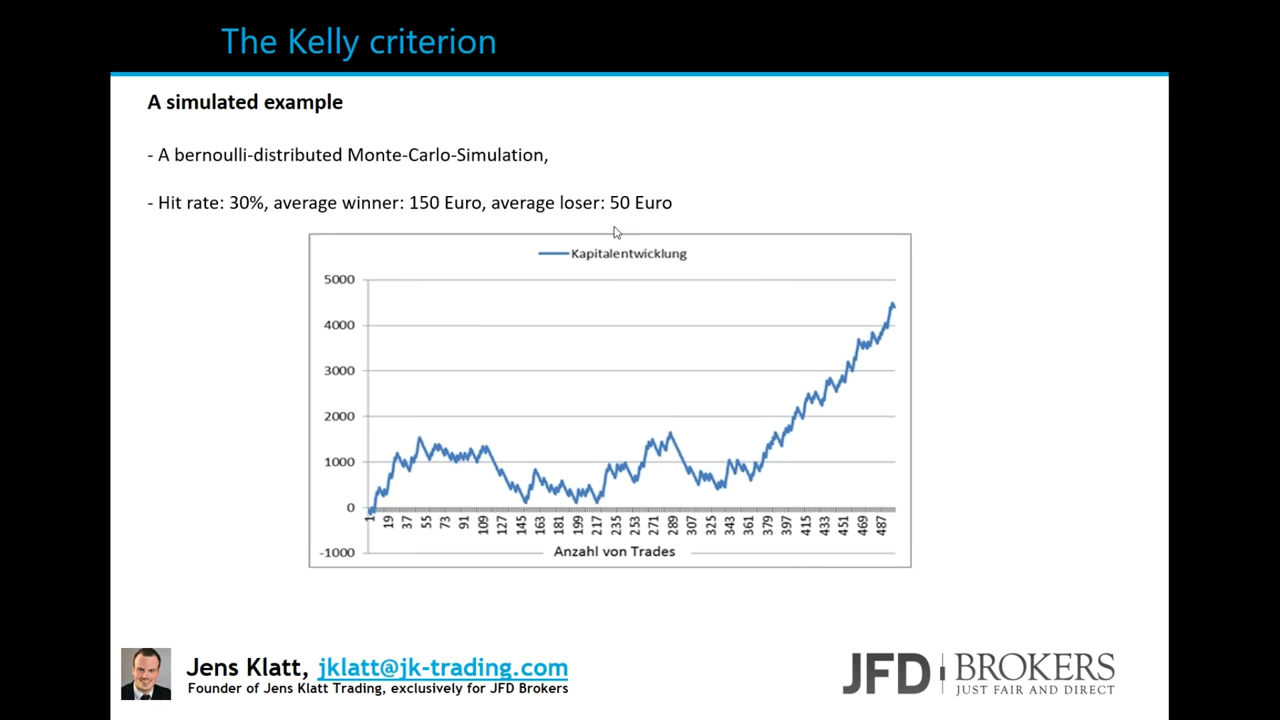 The Kelly criterion
A simulated example
- A bernoulli-distributed Monte-Carlo-Simulation,
- Hit rate: 30%, average winner: 150 Euro, average loser: 50 Euro
Kapitalentwicklung
5000
4000
3000
2000
1000
0
-1000
1 19 37 55 73 91 109 127 145 163 181 199 217 235 253 271 289 307 325 343 361 379 397 415 433 451 469 487
Anzahl von Trades
Jens Klatt, jklatt@jk-trading.com
Founder of Jens Klatt Trading, exclusively for JFD Brokers
JFD BROKERS
JUST FAIR AND DIRECT